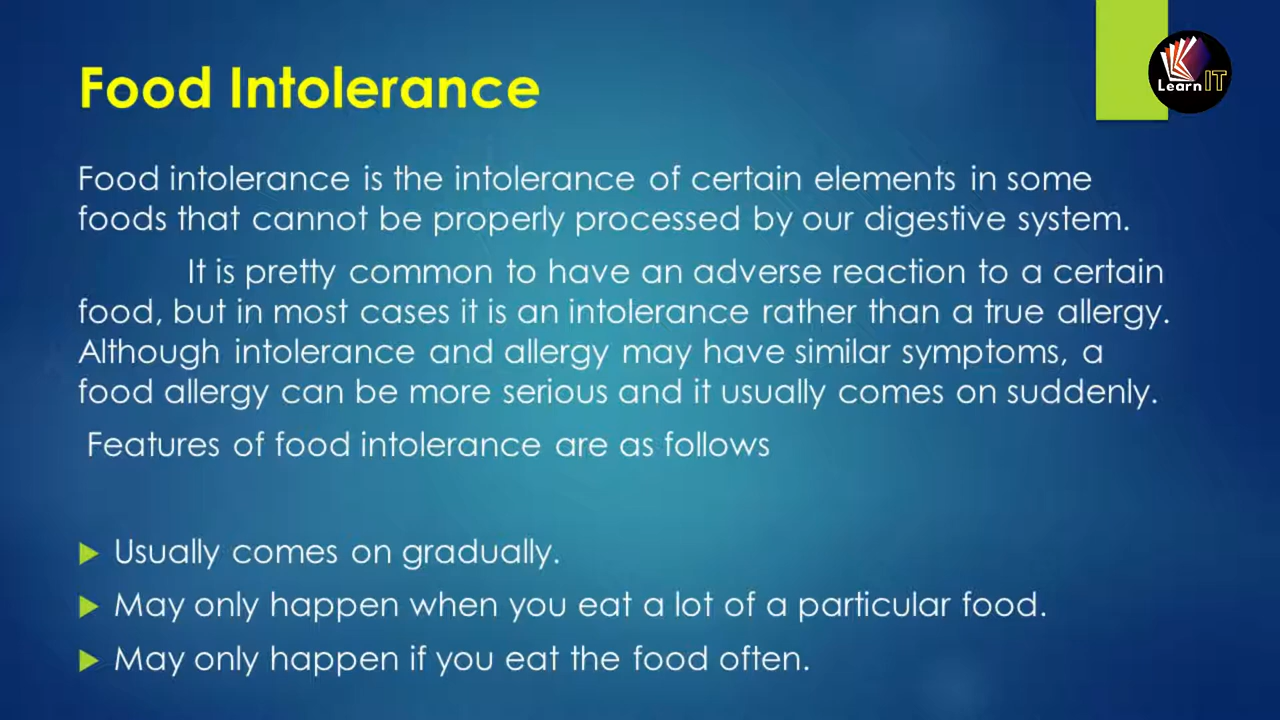 Food Intolerance
Learn IT
Food intolerance is the intolerance of certain elements in some
foods that cannot be properly processed by our digestive system.
It is pretty common to have an adverse reaction to a certain
food, but in most cases it is an intolerance rather than a true allergy.
Although intolerance and allergy may have similar symptoms, a
food allergy can be more serious and it usually comes on suddenly.
Features of food intolerance are as follows
Usually comes on gradually.
May only happen when you eat a lot of a particular food.
May only happen if you eat the food often.